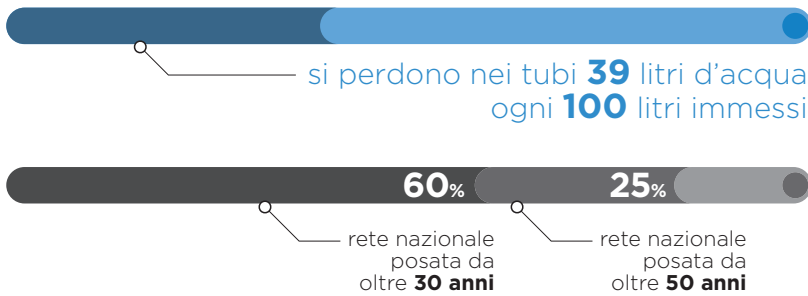 si perdono nei tubi 39 litri d’acqua
ogni 100 litri immessi
60%
25%
rete nazionale
posata da
oltre 30 anni
rete nazionale
posata da
oltre 50 anni